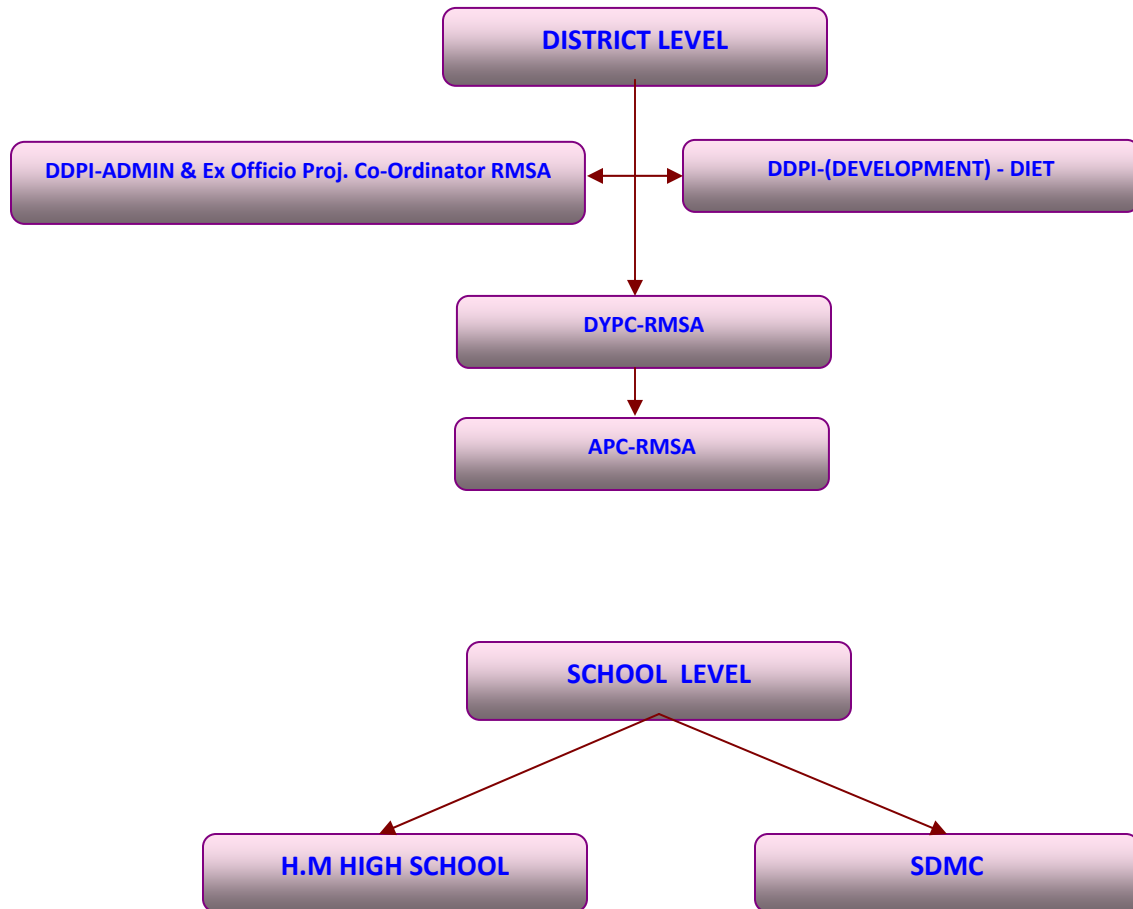 DISTRICT LEVEL
DDPI-ADMIN & Ex Officio Proj. Co-Ordinator RMSA
DDPI-(DEVELOPMENT) - DIET
DYPC-RMSA
APC-RMSA
SCHOOL LEVEL
H.M HIGH SCHOOL
SDMC